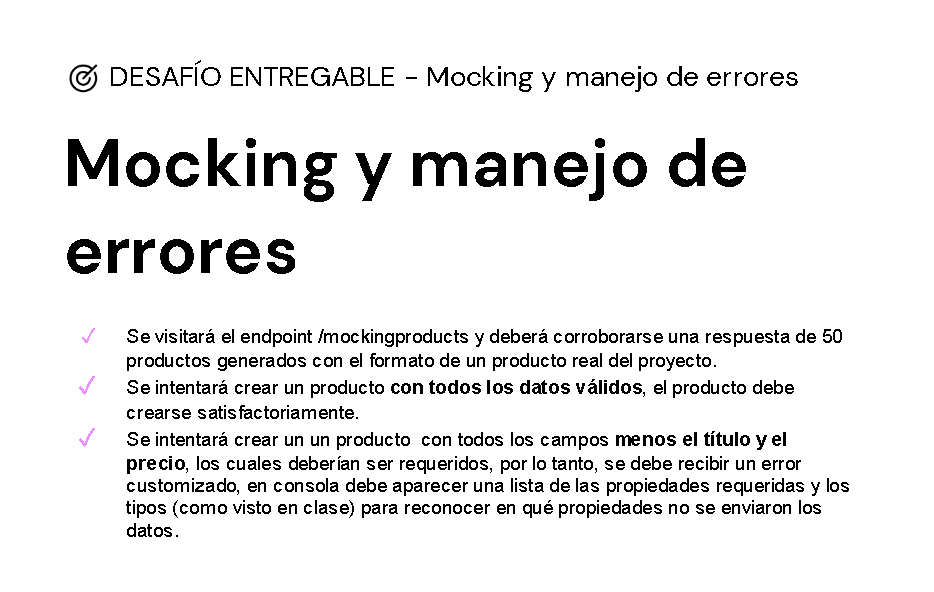 DESAFÍO ENTREGABLE - Mocking y manejo de errores
Mocking y manejo de
errores
✓ Se visitará el endpoint /mockingproducts y deberá corroborarse una respuesta de 50
productos generados con el formato de un producto real del proyecto.
✓ Se intentará crear un producto con todos los datos válidos, el producto debe
crearse satisfactoriamente.
✓ Se intentará crear un un producto  con todos los campos menos el título y el
precio, los cuales deberían ser requeridos, por lo tanto, se debe recibir un error
customizado, en consola debe aparecer una lista de las propiedades requeridas y los
tipos (como visto en clase) para reconocer en qué propiedades no se enviaron los
datos.